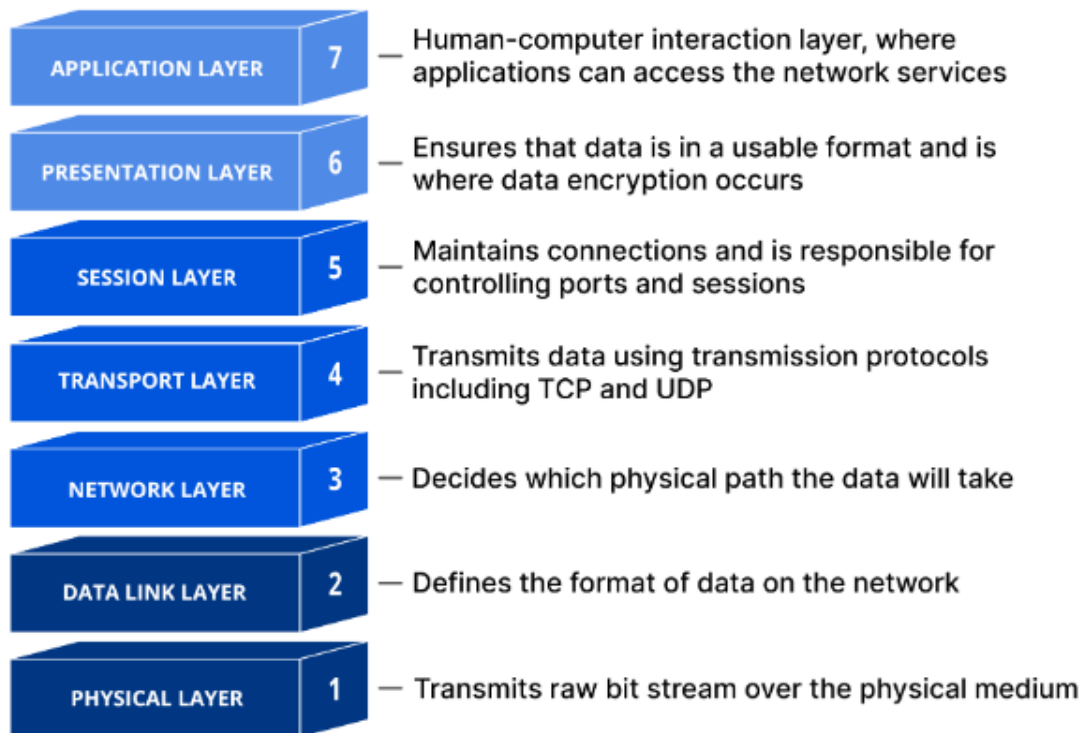 APPLICATION LAYER 7
Human-computer interaction layer, where
applications can access the network services
PRESENTATION LAYER 6
Ensures that data is in a usable format and is
where data encryption occurs
SESSION LAYER 5
Maintains connections and is responsible for
controlling ports and sessions
TRANSPORT LAYER 4
Transmits data using transmission protocols
including TCP and UDP
NETWORK LAYER 3
Decides which physical path the data will take
DATA LINK LAYER 2
Defines the format of data on the network
PHYSICAL LAYER 1
Transmits raw bit stream over the physical medium